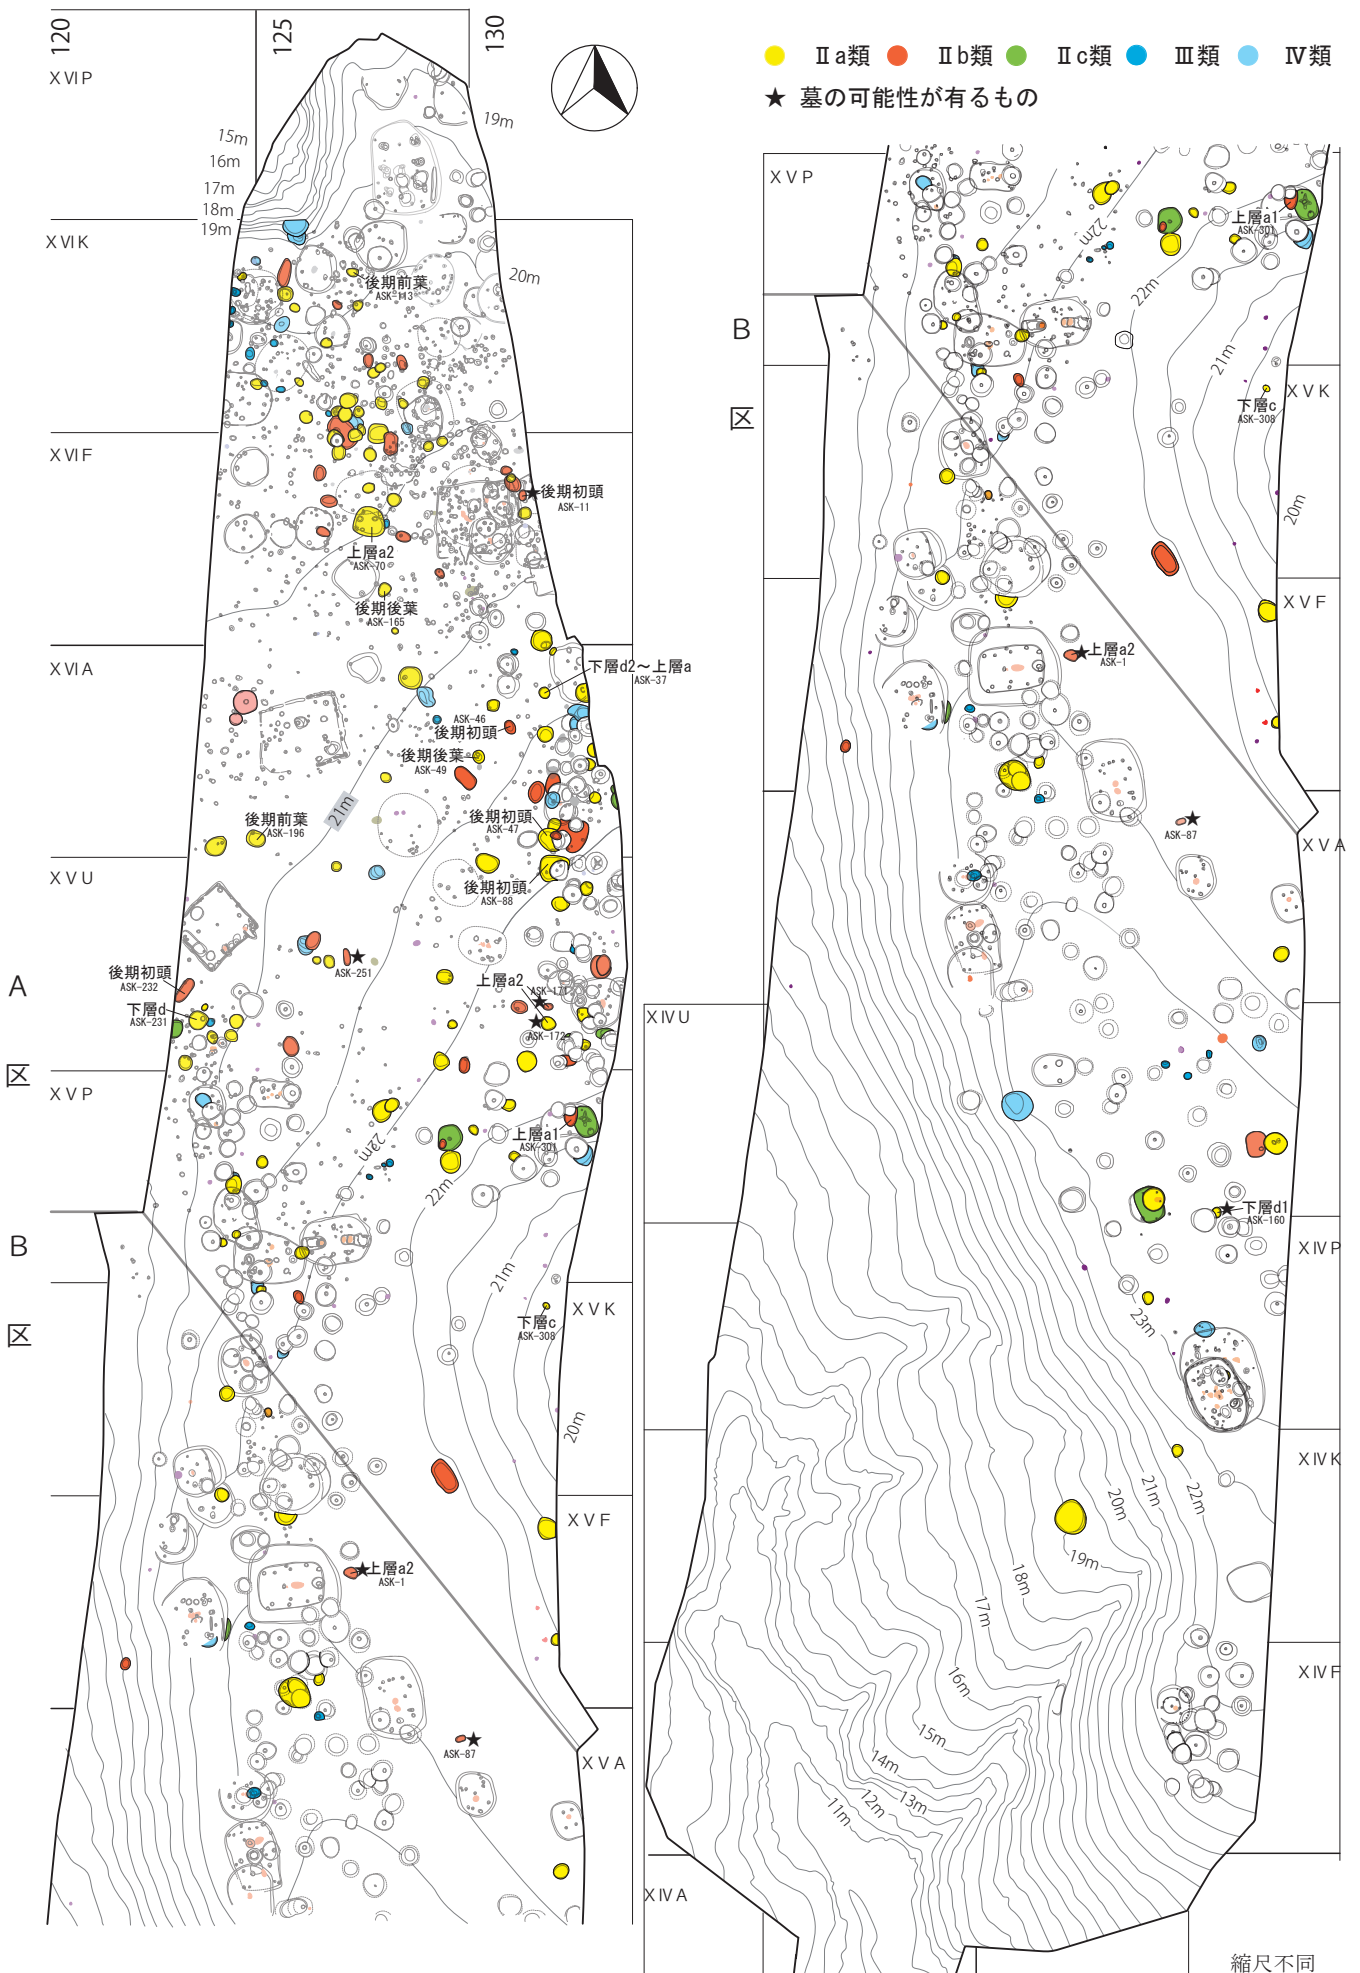 120
125
130
ⅩⅥP
19m
15m
16m
17m
18m
19m
ⅩⅥK
20m
後期前葉
ASK-113
ⅩⅥF
後期初頭
ASK-11
上層a2
ASK-70
後期後葉
ASK-165
ⅩⅥA
下層d2～上層a
ASK-37
ASK-46
後期初頭
後期後葉
ASK-49
21m
後期前葉
ASK-196
後期初頭
ASK-47
ⅩⅤU
後期初頭
ASK-88
ASK-251
A
区
後期初頭
ASK-232
上層a2
ASK-171
下層d
ASK-231
ASK-172
ⅩⅤP
上層a1
ASK-301
22m
22m
B
区
21m
ⅩⅤK
下層c
ASK-308
20m
ⅩⅤF
上層a2
ASK-1
ASK-87
ⅩⅤA
Ⅱa類
Ⅱb類
Ⅱc類
Ⅲ類
Ⅳ類
★ 墓の可能性が有るもの
ⅩⅤP
上層a1
ASK-301
22m
22m
B
区
21m
ⅩⅤK
下層c
ASK-308
20m
ⅩⅤF
上層a2
ASK-1
ASK-87
ⅩⅤA
ⅩⅣU
下層d1
ASK-160
ⅩⅣP
23m
ⅩⅣK
22m
21m
20m
19m
18m
17m
ⅩⅣF
16m
15m
14m
13m
12m
11m
ⅩⅣA
縮尺不同